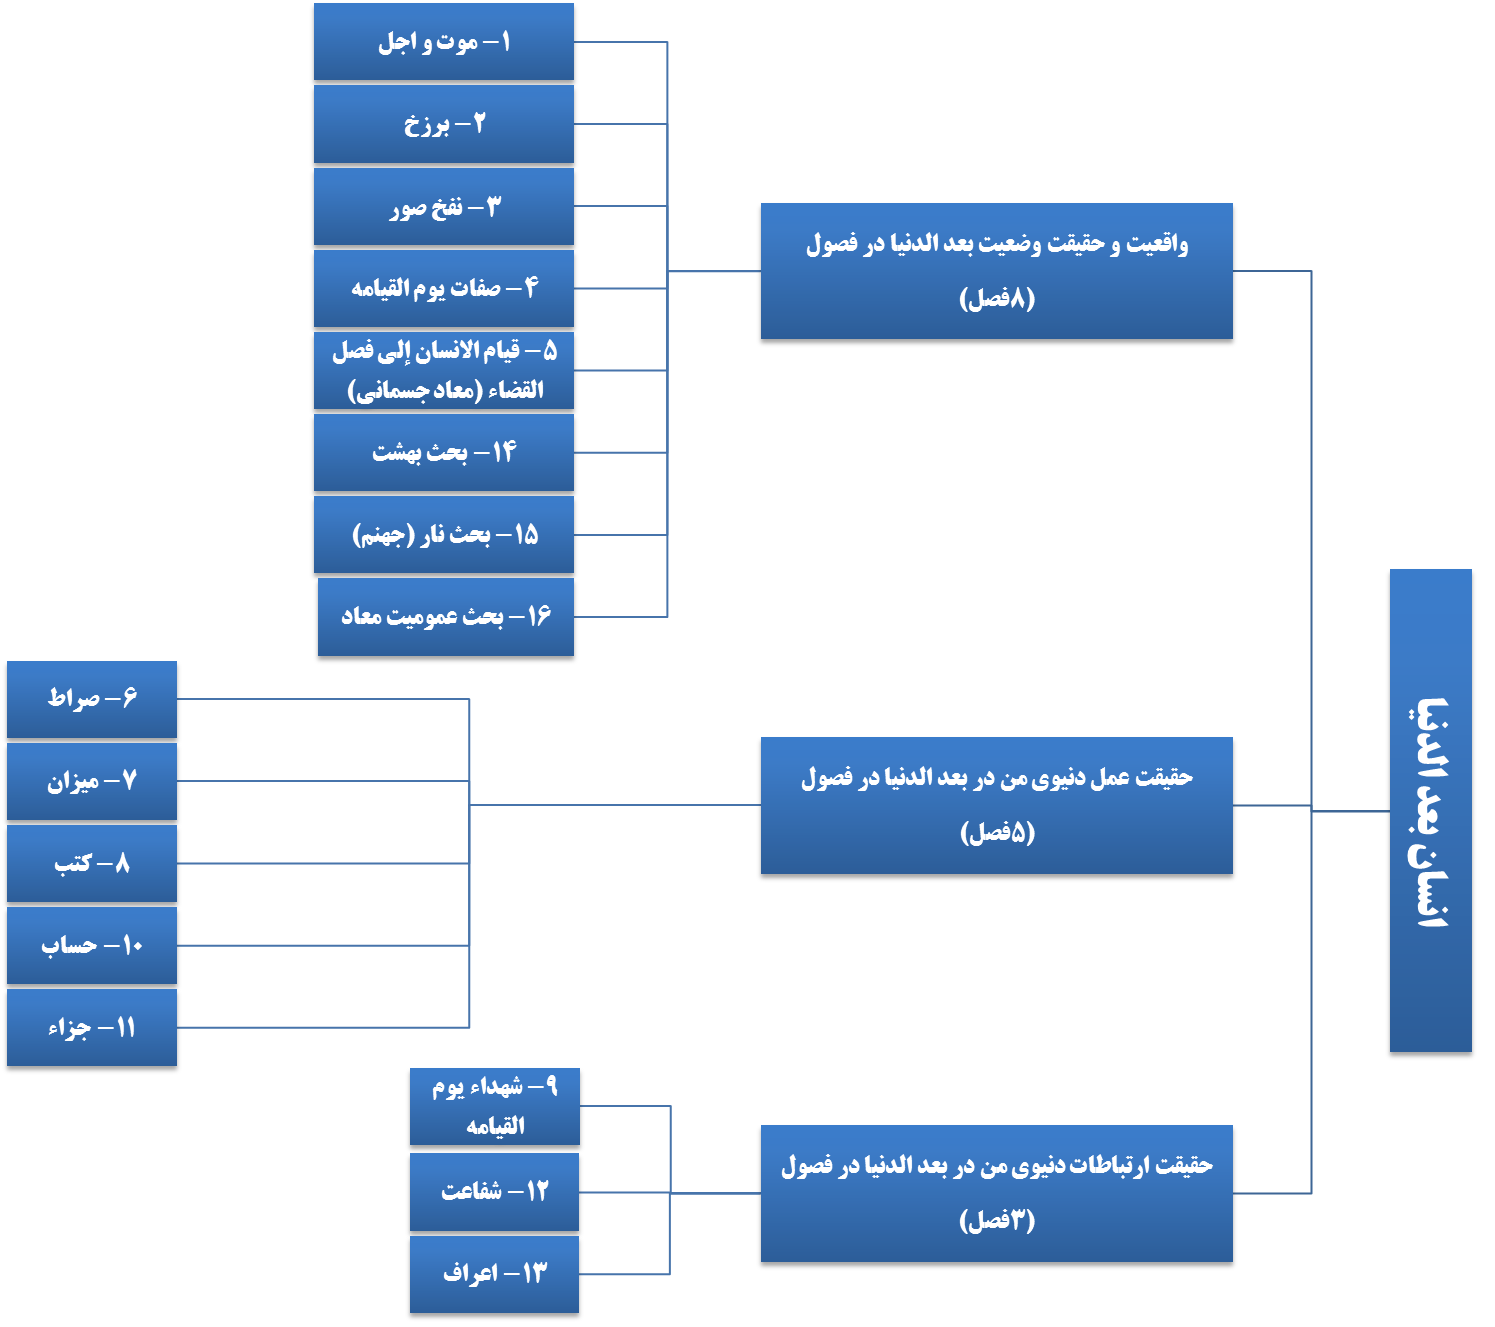 انسان بعد الدنیا
واقعیت و حقیقت وضعیت بعد الدنیا در فصول
(۸فصل)
۱- موت و اجل
۲- برزخ
۳- نفخ صور
۴- صفات یوم القیامه
۵- قیام الانسان إلی فصل
القضاء (معاد جسمانی)
۱۴- بحث بهشت
۱۵- بحث نار (جهنم)
۱۶- بحث عمومیت معاد
حقیقت عمل دنیوی من در بعد الدنیا در فصول
(۵فصل)
۶- صراط
۷- میزان
۸- کتب
۱۰- حساب
۱۱- جزاء
حقیقت ارتباطات دنیوی من در بعد الدنیا در فصول
(۳فصل)
۹- شهداء یوم
القیامه
۱۲- شفاعت
۱۳- اعراف